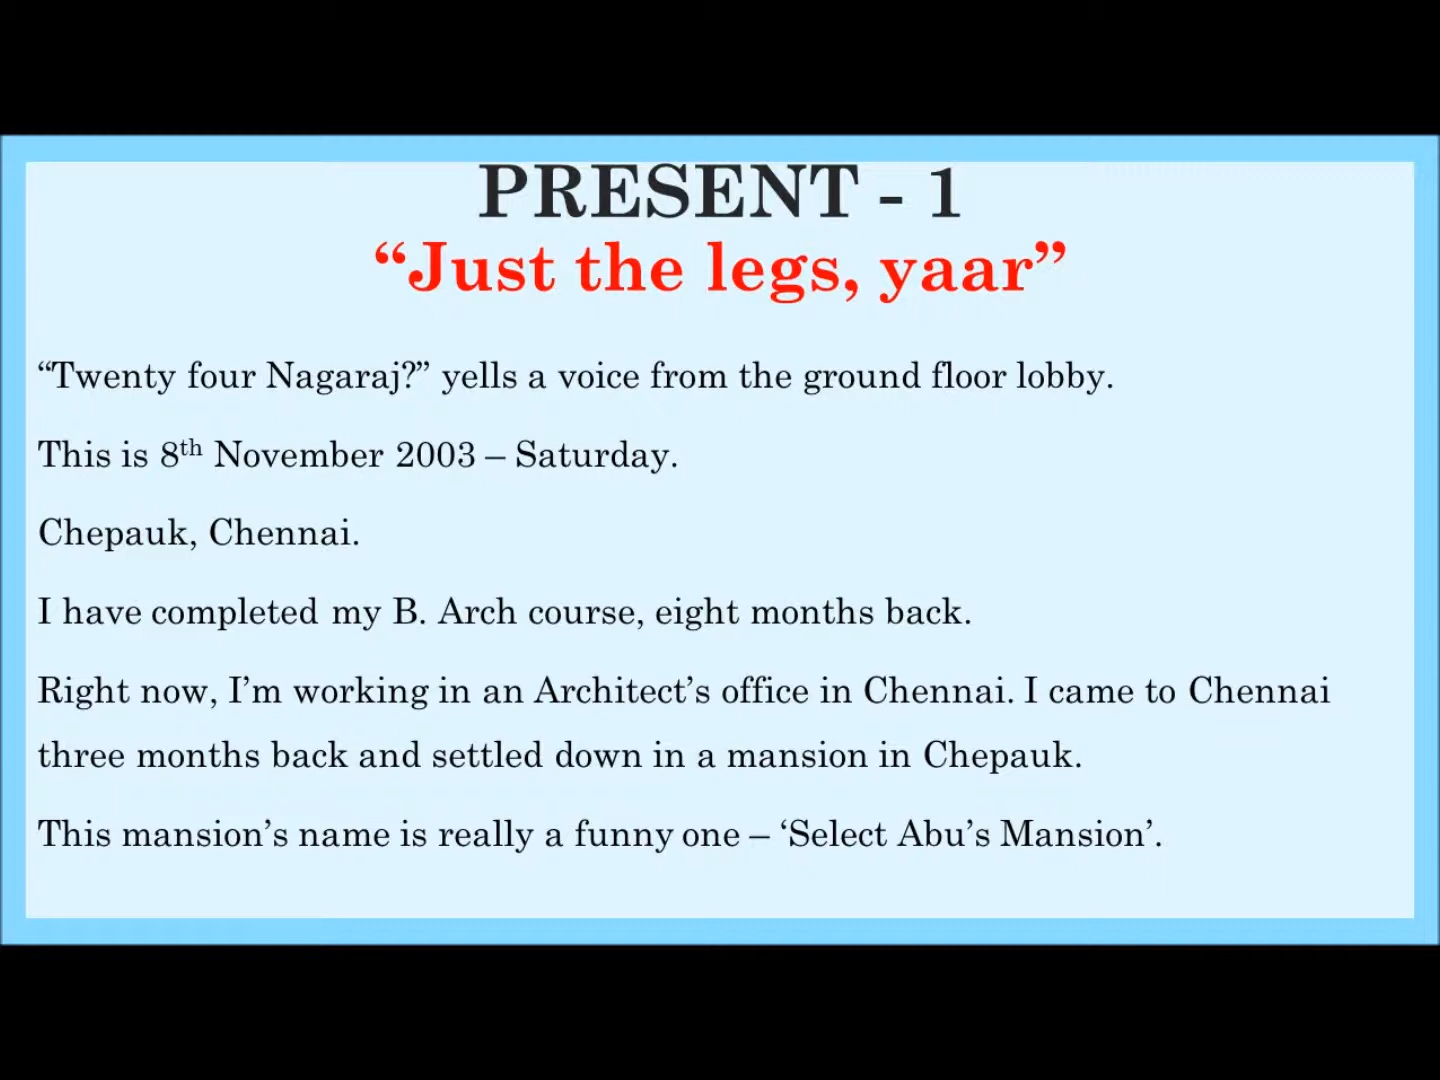 PRESENT - 1
“Just the legs, yaar”
“Twenty four Nagaraj?” yells a voice from the ground floor lobby.
This is 8th November 2003 – Saturday.
Chepauk, Chennai.
I have completed my B. Arch course, eight months back.
Right now, I’m working in an Architect’s office in Chennai. I came to Chennai
three months back and settled down in a mansion in Chepauk.
This mansion’s name is really a funny one – ‘Select Abu’s Mansion’.